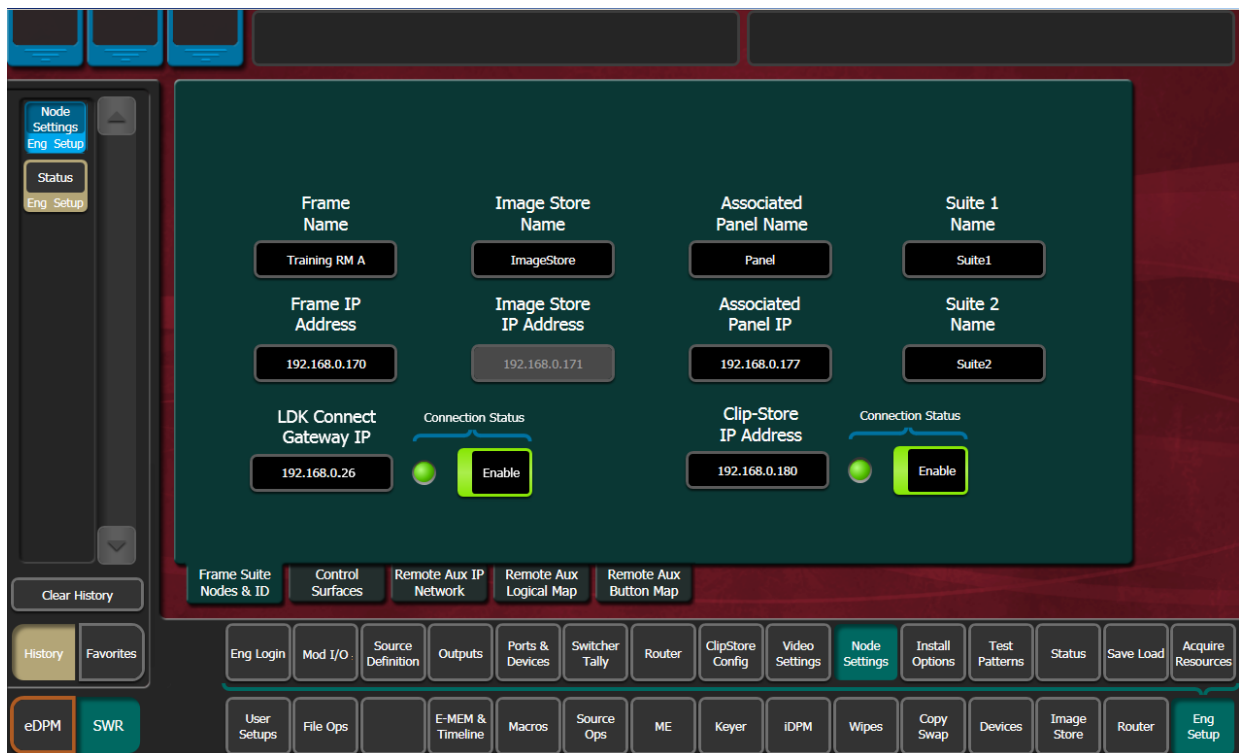 Node
Settings
Eng Setup
Status
Eng Setup
Clear History
History
Favorites
eDPM
SWR
Frame
Name
Training RM A
Image Store
Name
ImageStore
Associated
Panel Name
Panel
Suite 1
Name
Suite1
Frame IP
Address
192.168.0.170
Image Store
IP Address
192.168.0.171
Associated
Panel IP
192.168.0.177
Suite 2
Name
Suite2
LDK Connect
Gateway IP
192.168.0.26
Connection Status
Enable
Clip-Store
IP Address
192.168.0.180
Connection Status
Enable
Frame Suite
Nodes & ID
Control
Surfaces
Remote Aux IP
Network
Remote Aux
Logical Map
Remote Aux
Button Map
Eng Login
Mod I/O :
Source
Definition
Outputs
Ports &
Devices
Switcher
Tally
Router
ClipStore
Config
Video
Settings
Node
Settings
Install
Options
Test
Patterns
Status
Save Load
Acquire
Resources
User
Setups
File Ops
E-MEM &
Timeline
Macros
Source
Ops
ME
Keyer
iDPM
Wipes
Copy
Swap
Devices
Image
Store
Router
Eng
Setup